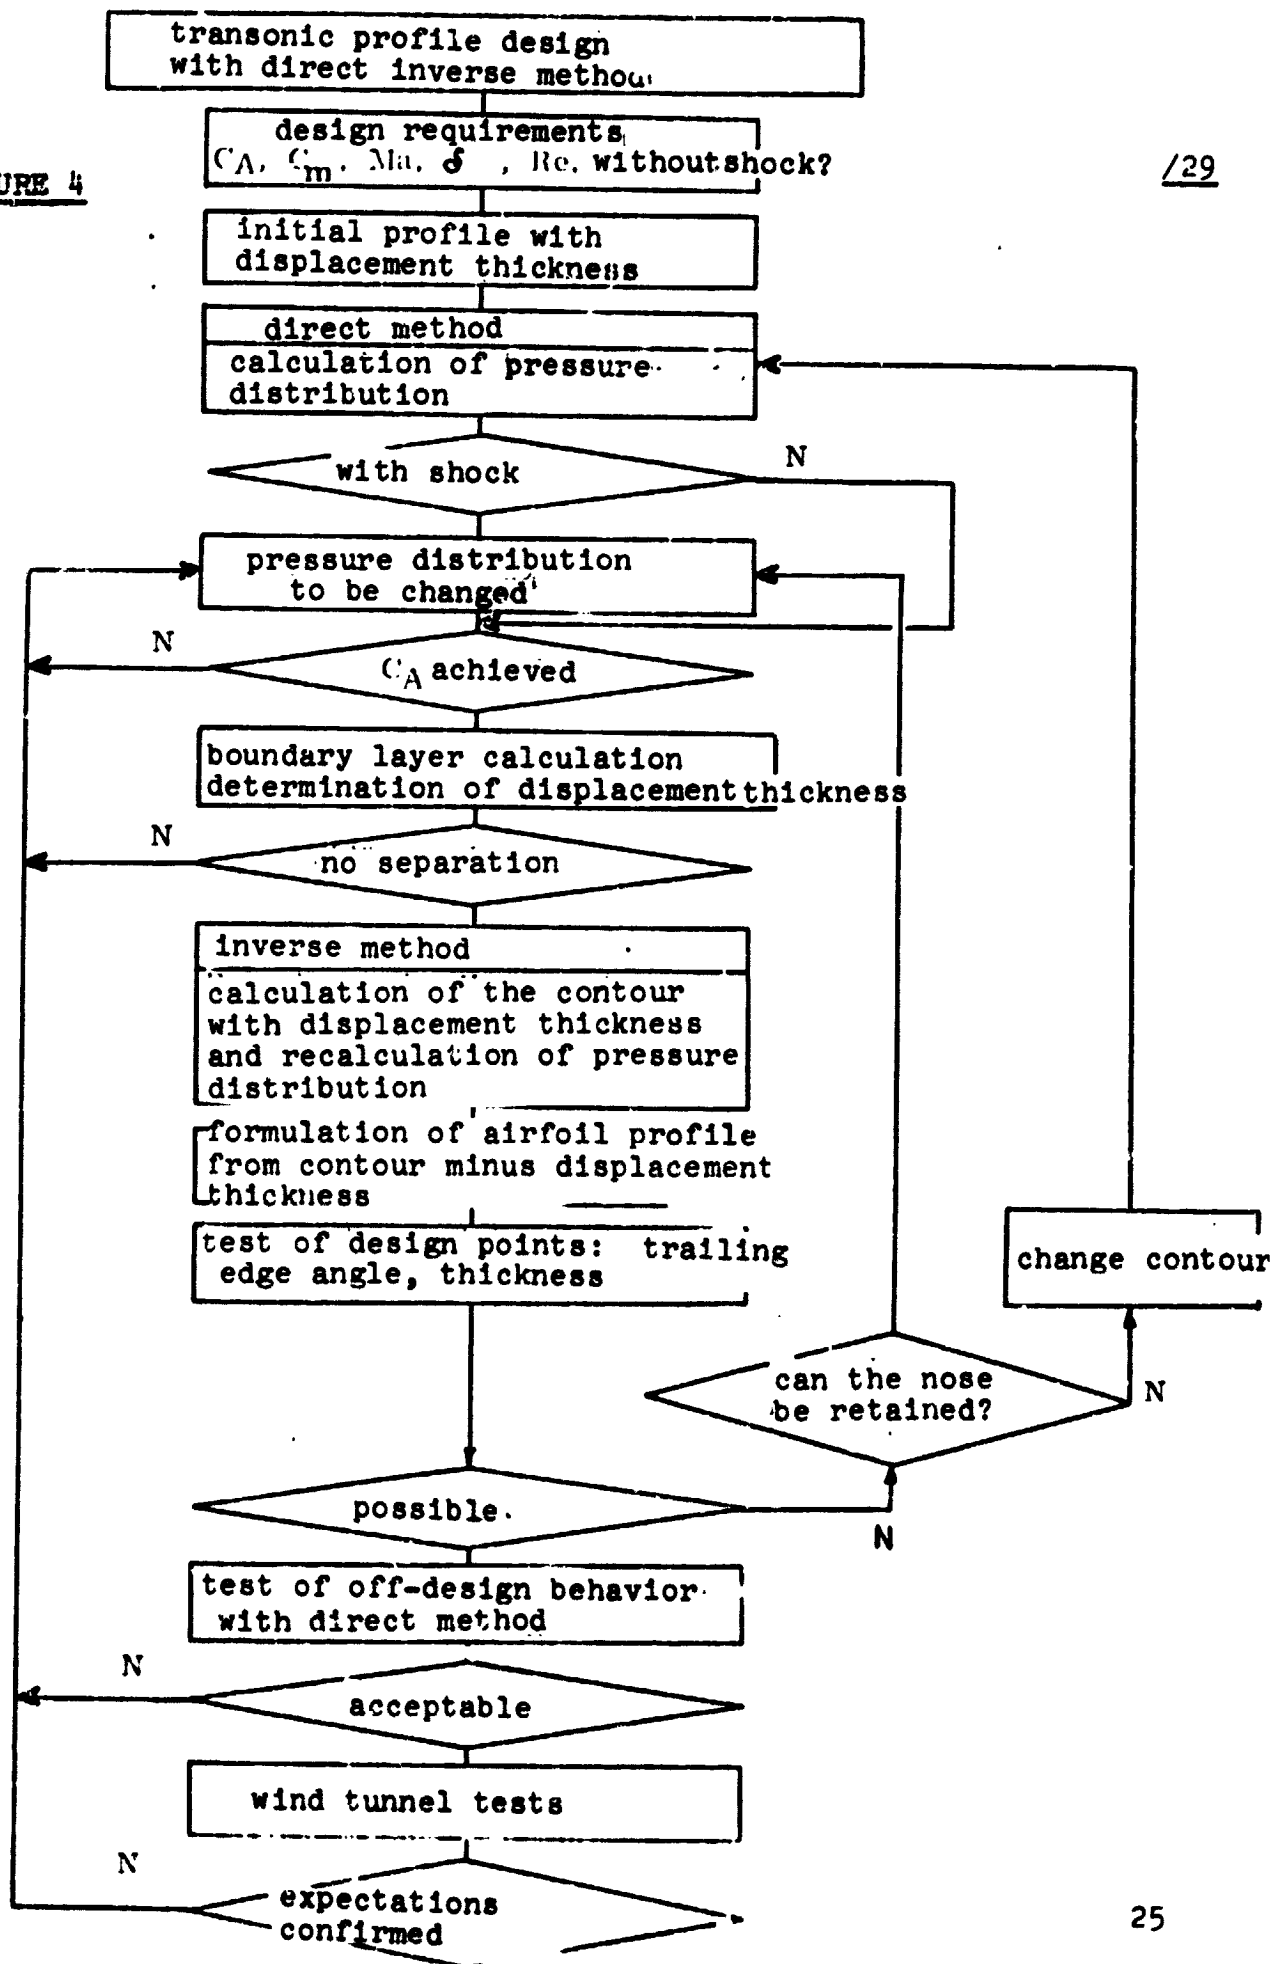 transonic profile design
with direct inverse method
design requirements
C_A, C_m, Ma, δ , Re, without shock?
URE 4
/29
initial profile with
displacement thickness
direct method
calculation of pressure
distribution
with shock
N
pressure distribution
to be changed
N
C_A achieved
boundary layer calculation
determination of displacement thickness
N
no separation
inverse method
calculation of the contour
with displacement thickness
and recalculation of pressure
distribution
formulation of airfoil profile
from contour minus displacement
thickness
test of design points: trailing
edge angle, thickness
change contour
can the nose
be retained?
N
possible.
N
test of off-design behavior
with direct method
N
acceptable
wind tunnel tests
N
expectations
confirmed
25